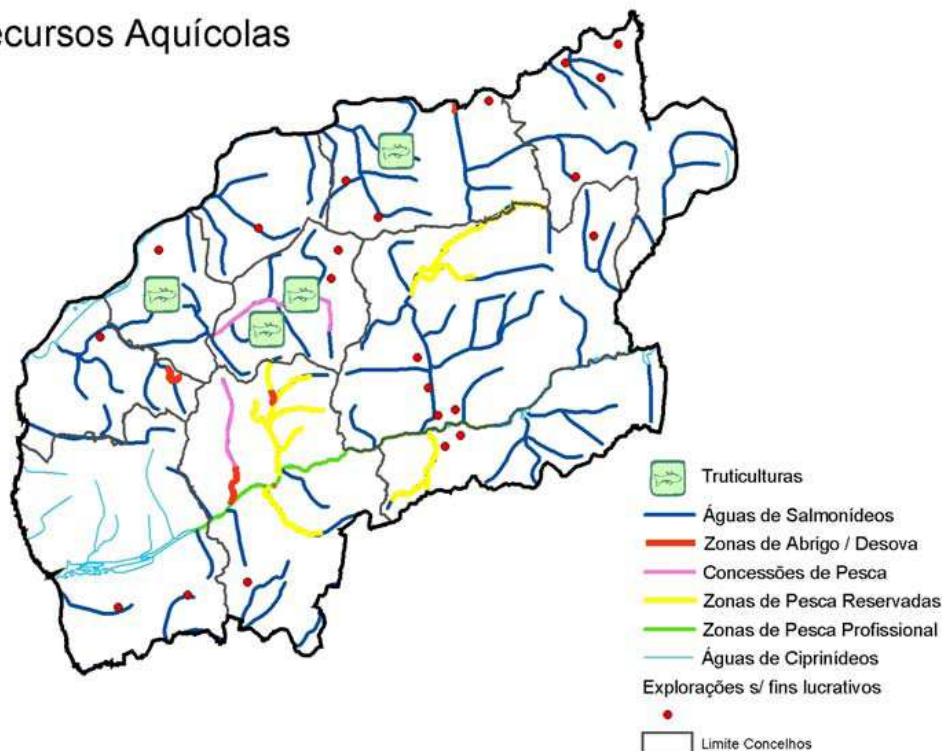 ecursos Aquícolas
Truticulturas
Águas de Salmonídeos
Zonas de Abrigo / Desova
Concessões de Pesca
Zonas de Pesca Reservadas
Zonas de Pesca Profissional
Águas de Ciprinídeos
Explorações s/ fins lucrativos
Limite Concelhos